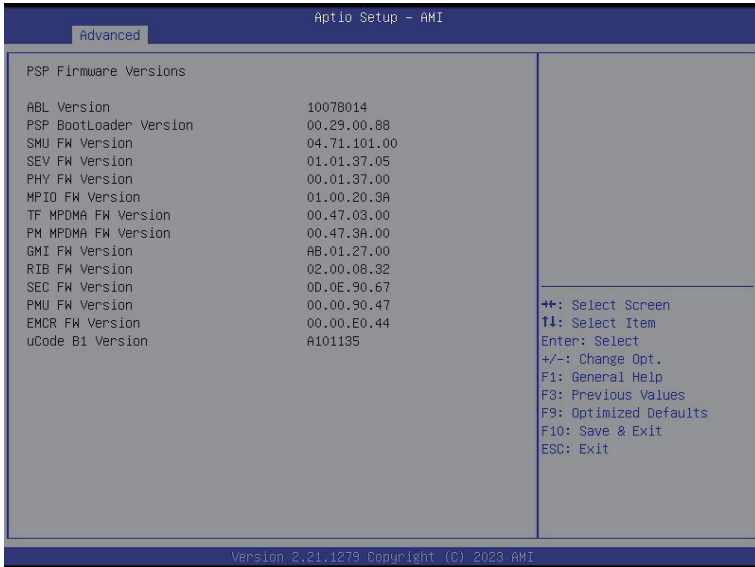 Aptio Setup - AMI
Advanced
PSP Firmware Versions
ABL Version 10078014
PSP BootLoader Version 00.29.00.88
SMU FW Version 04.71.101.00
SEV FW Version 01.01.37.05
PHY FW Version 00.01.37.00
MPIO FW Version 01.00.20.3A
TF MPDMA FW Version 00.47.03.00
PM MPDMA FW Version 00.47.3A.00
GMI FW Version AB.01.27.00
RIB FW Version 02.00.08.32
SEC FW Version 0D.0E.90.67
PMU FW Version 00.00.90.47
EMCR FW Version 00.00.E0.44
uCode B1 Version A101135
→←: Select Screen
↑↓: Select Item
Enter: Select
+/-: Change Opt.
F1: General Help
F3: Previous Values
F9: Optimized Defaults
F10: Save & Exit
ESC: Exit
Version 2.21.1279 Copyright (C) 2023 AMI